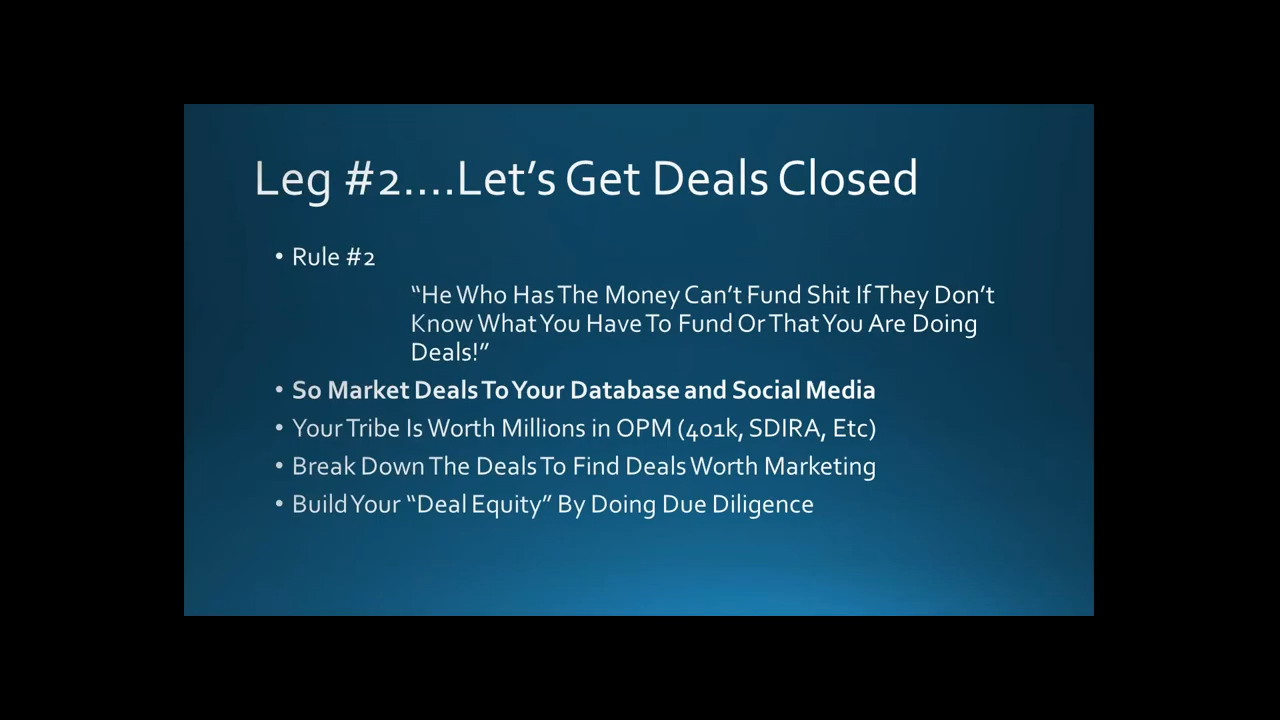 Leg #2....Let's Get Deals Closed
• Rule #2
“He Who Has The Money Can't Fund Shit If They Don't
Know What You Have To Fund Or That You Are Doing
Deals!”
• So Market Deals To Your Database and Social Media
• Your Tribe Is Worth Millions in OPM (401k, SDIRA, Etc)
• Break Down The Deals To Find Deals Worth Marketing
• Build Your “Deal Equity” By Doing Due Diligence